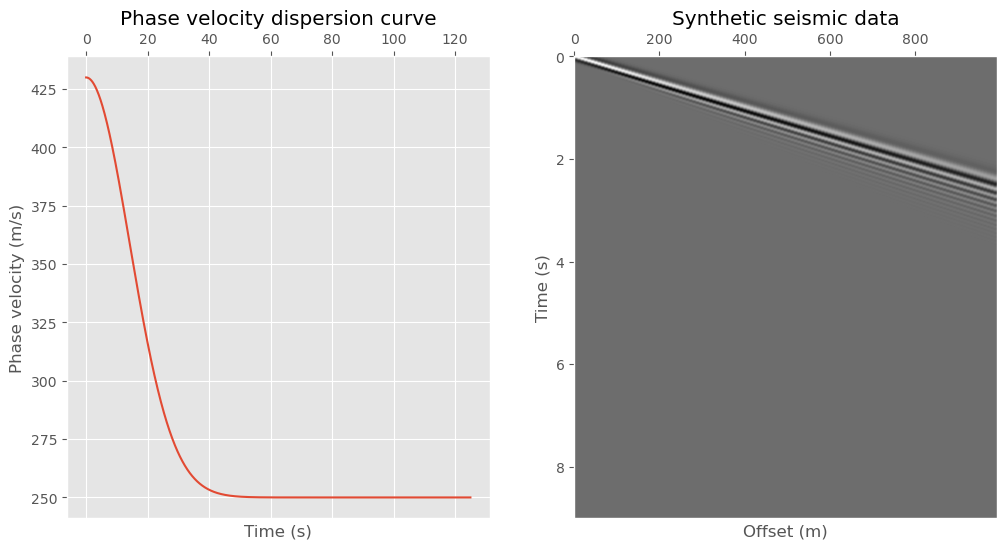 Phase velocity dispersion curve
0 20 40 60 80 100 120
Phase velocity (m/s)
425
400
375
350
325
300
275
250
Time (s)
Synthetic seismic data
0 200 400 600 800
Time (s)
0
2
4
6
8
Offset (m)